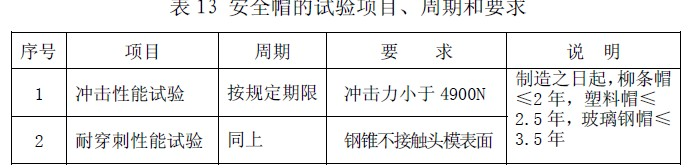 表 13 安全帽的试验项目、周期和要求
序号 项目 周期 要 求 说 明
1 冲击性能试验 按规定期限 冲击力小于 4900N
2 耐穿刺性能试验 同上 钢锥不接触头模表面
制造之日起，柳条帽
≤2 年，塑料帽≤
2.5 年，玻璃钢帽≤
3.5 年